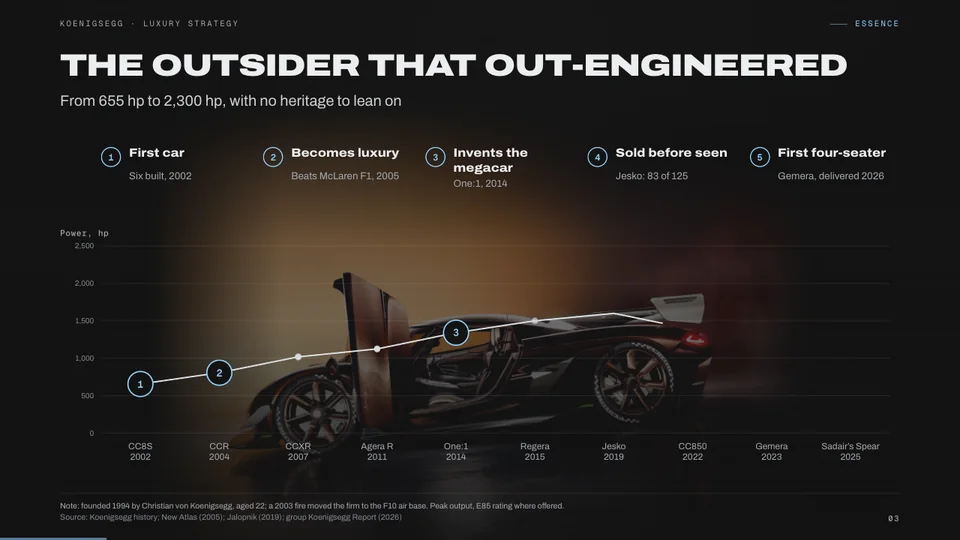 KOENIGSEGG · LUXURY STRATEGY
ESSENCE
THE OUTSIDER THAT OUT-ENGINEERED
From 655 hp to 2,300 hp, with no heritage to lean on
1 First car
Six built, 2002
2 Becomes luxury
Beats McLaren F1, 2005
3 Invents the
megacar
One:1, 2014
4 Sold before seen
Jesko: 83 of 125
5 First four-seater
Gemera, delivered 2026
Power, hp
2,500
2,000
1,500
1,000
500
0
1
2
3
CC8S
2002
CCR
2004
CCXR
2007
Agera R
2011
One:1
2014
Regera
2015
Jesko
2019
CC850
2022
Gemera
2023
Sadair's Spear
2025
Note: founded 1994 by Christian von Koenigsegg, aged 22; a 2003 fire moved the firm to the F10 air base. Peak output, E85 rating where offered.
Source: Koenigsegg history; New Atlas (2005); Jalopnik (2019); group Koenigsegg Report (2026)
03